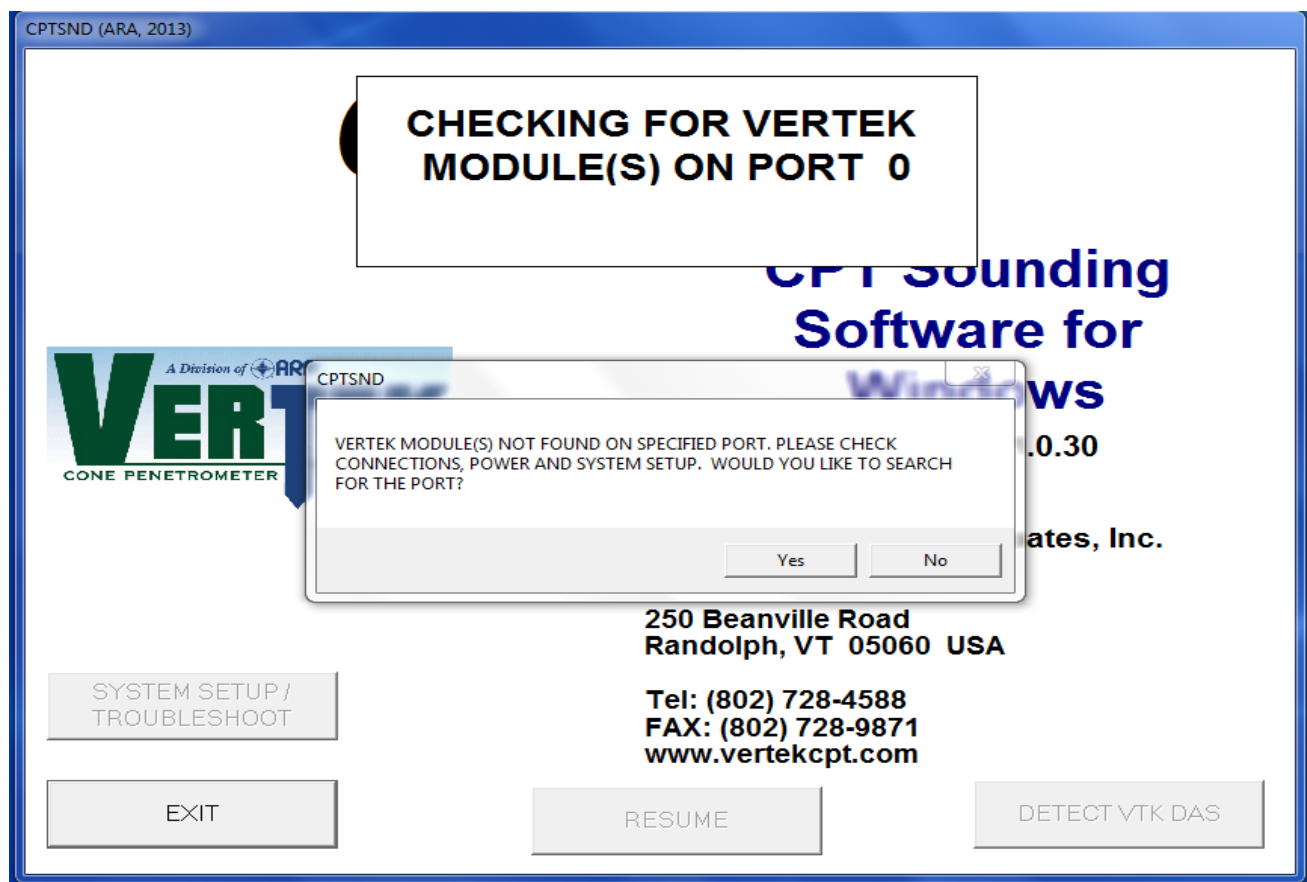 CPTSND (ARA, 2013)
CHECKING FOR VERTEK
MODULE(S) ON PORT 0
CPT Sounding
Software for
Windows
.0.30
A Division of ARA
VERTEK
CONE PENETROMETER
CPTSND
VERTEK MODULE(S) NOT FOUND ON SPECIFIED PORT. PLEASE CHECK
CONNECTIONS, POWER AND SYSTEM SETUP. WOULD YOU LIKE TO SEARCH
FOR THE PORT?
Yes
No
ates, Inc.
250 Beanville Road
Randolph, VT 05060 USA
Tel: (802) 728-4588
FAX: (802) 728-9871
www.vertekcpt.com
SYSTEM SETUP /
TROUBLESHOOT
EXIT
RESUME
DETECT VTK DAS